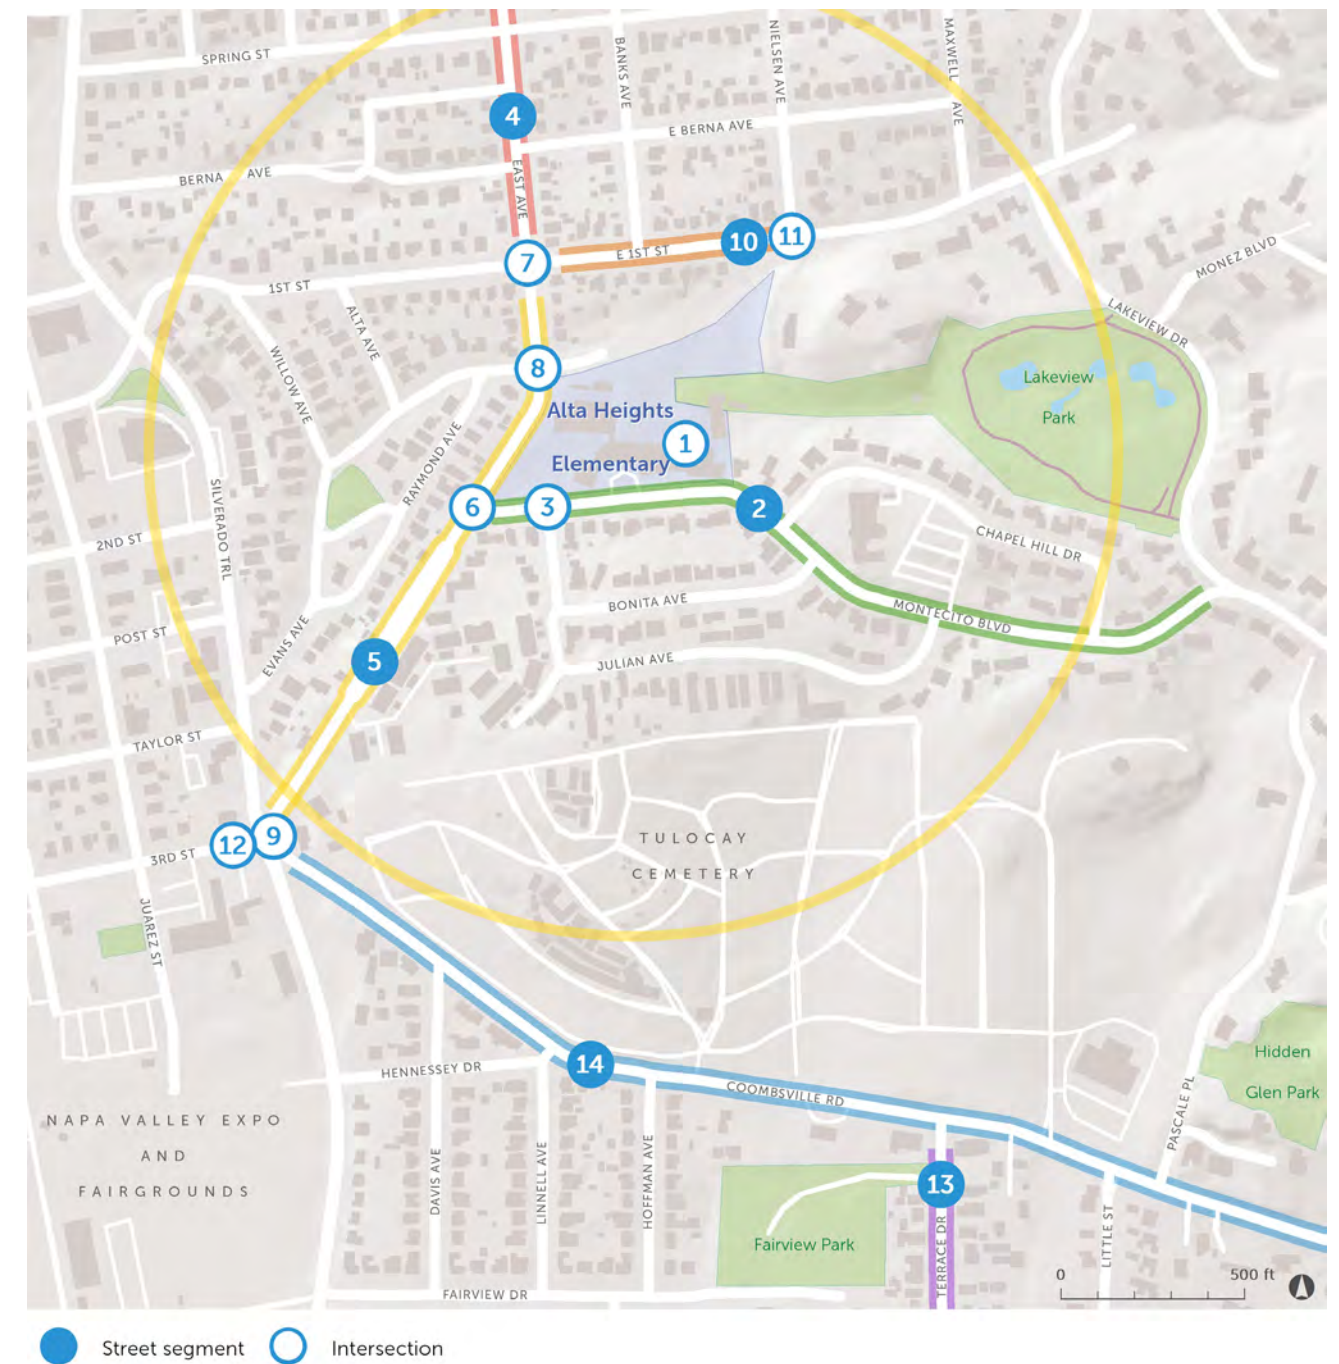 SPRING ST
BANKS AVE
NIELSEN AVE
MAXWELL AVE
4
E BERNA AVE
BERNA AVE
EAST AVE
10
11
E 1ST ST
7
MONEZ BLVD
1ST ST
LAKEVIEW DR
ALTA AVE
WILLOW AVE
8
Lakeview
Park
Alta Heights
1
Elementary
RAYMOND AVE
SILVERADO TRL
6
3
2
2ND ST
CHAPEL HILL DR
BONITA AVE
MONTECITO BLVD
POST ST
EVANS AVE
5
JULIAN AVE
TAYLOR ST
12
9
TULOCAY
CEMETERY
3RD ST
JUAREZ ST
14
HENNESSEY DR
COOMBSVILLE RD
Hidden
Glen Park
PASCALE PL
NAPA VALLEY EXPO
AND
FAIRGROUNDS
DAVIS AVE
LINNELL AVE
HOFFMAN AVE
13
Fairview Park
TERRACE DR
LITTLE ST
0 500 ft
FAIRVIEW DR
Street segment
Intersection